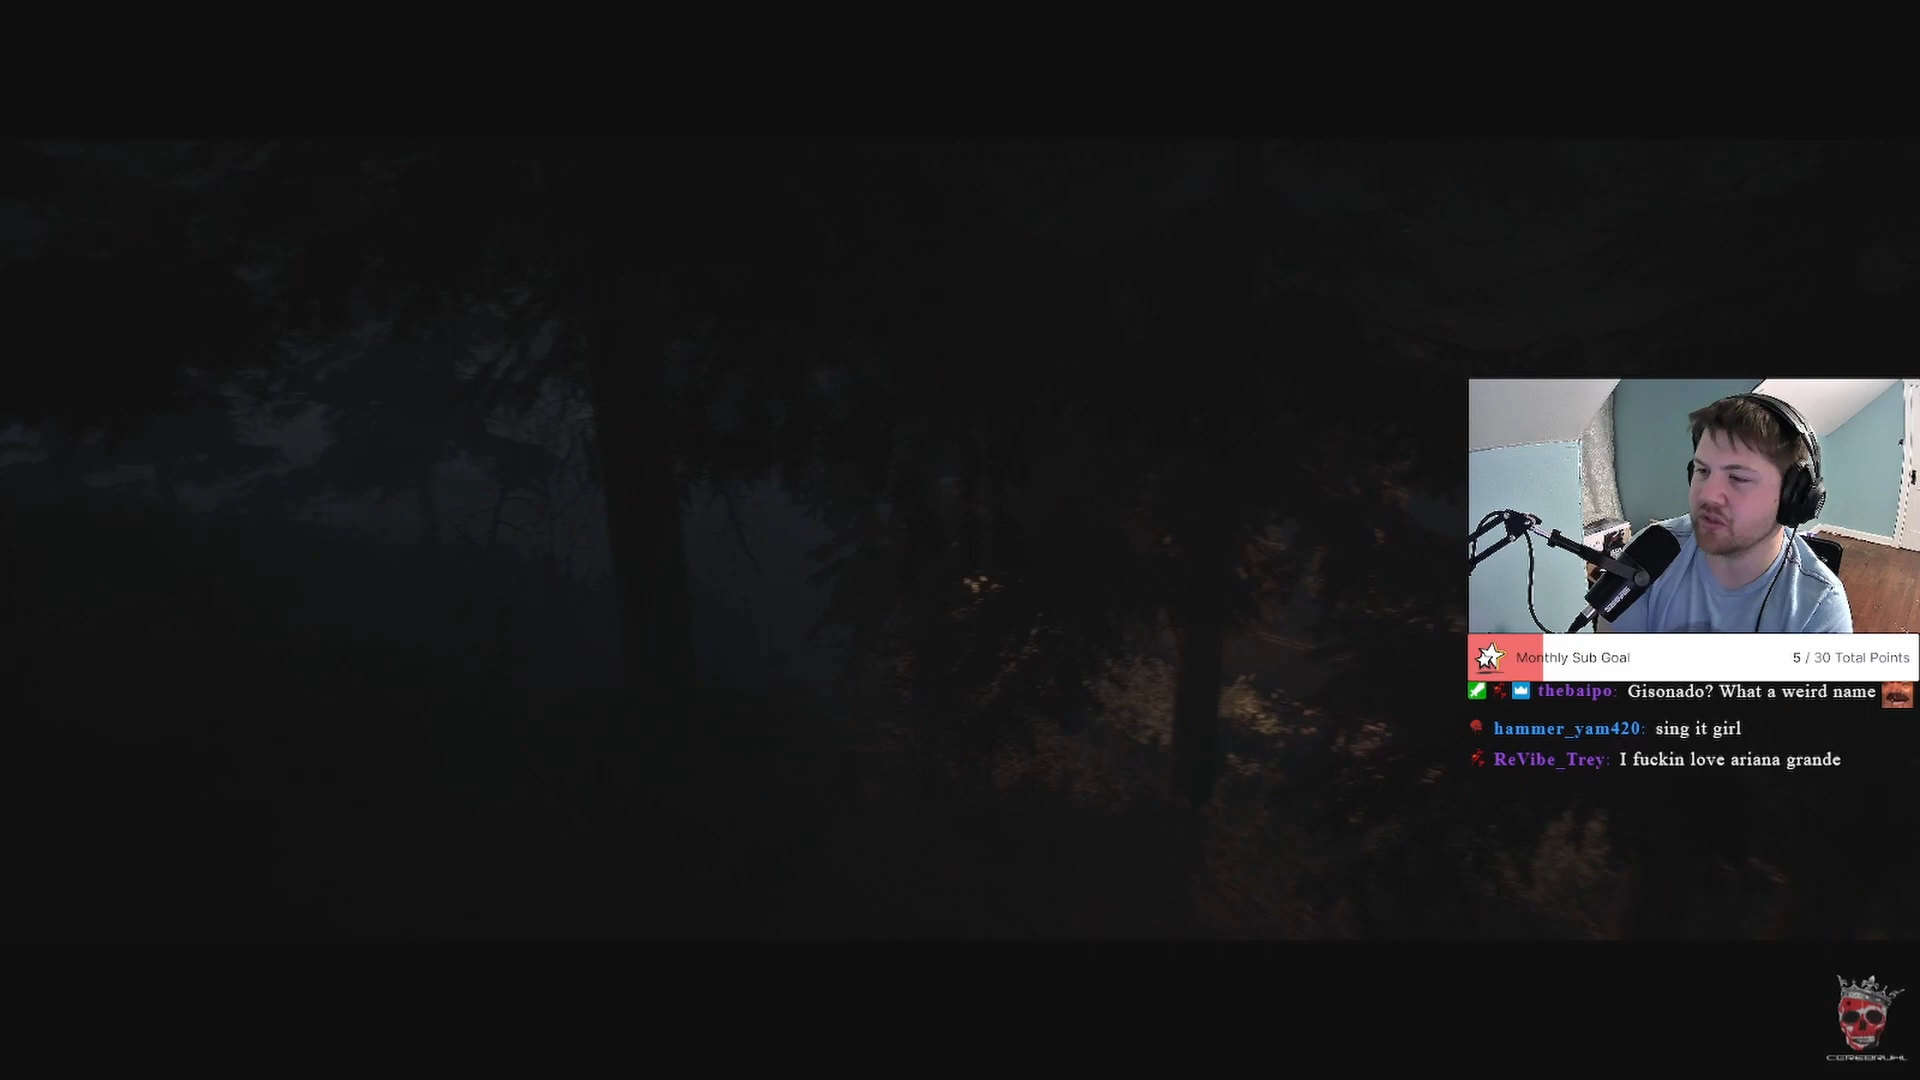 Monthly Sub Goal 5 / 30 Total Points
thebaipo: Gisonado? What a weird name
hammer_yam420: sing it girl
ReVibe_Trey: I fuckin love ariana grande
CEREBRUHL